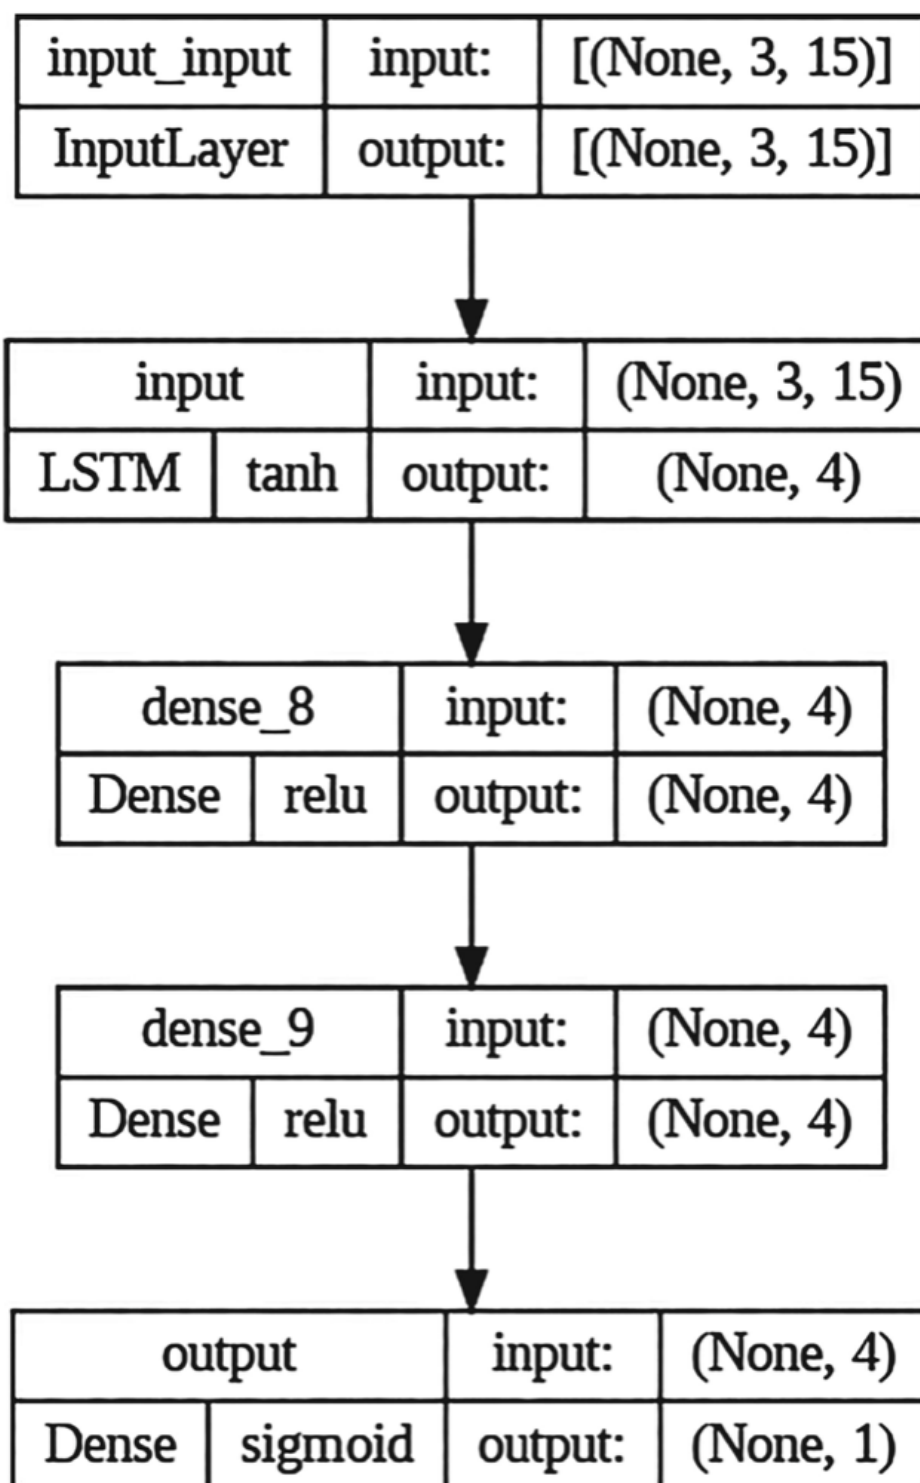 input_input input: [(None, 3, 15)]
InputLayer output: [(None, 3, 15)]
input input: (None, 3, 15)
LSTM tanh output: (None, 4)
dense_8 input: (None, 4)
Dense relu output: (None, 4)
dense_9 input: (None, 4)
Dense relu output: (None, 4)
output input: (None, 4)
Dense sigmoid output: (None, 1)